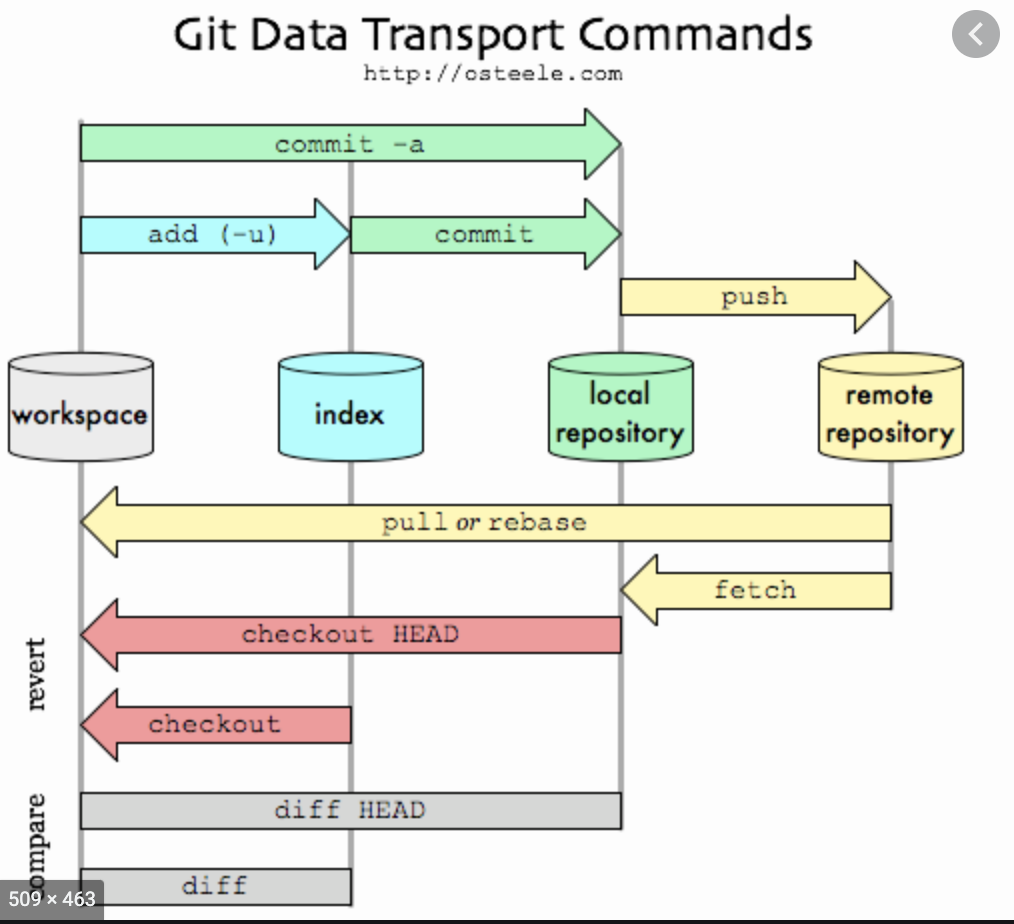 Git Data Transport Commands
http://osteele.com
commit -a
add (-u)
commit
push
workspace
index
local
repository
remote
repository
pull or rebase
fetch
revert
checkout HEAD
checkout
compare
diff HEAD
diff
509 × 463